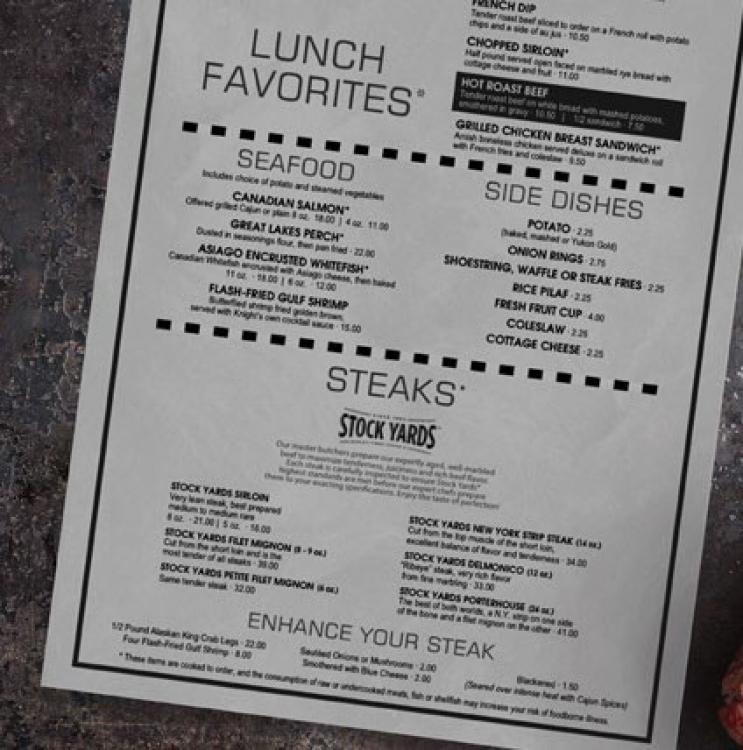 FRENCH DIP
Tender roast beef sliced to order on a French roll with potato
chips and a side of au jus · 10.50
CHOPPED SIRLOIN*
Half pound served open faced on marbled rye bread with
cottage cheese and fruit · 11.00
HOT ROAST BEEF
Tender roast beef on white bread with mashed potatoes,
smothered in gravy · 10.50 | 1/2 sandwich · 7.50
GRILLED CHICKEN BREAST SANDWICH*
Amish boneless chicken served deluxe on a sandwich roll
with French fries and coleslaw · 9.50
LUNCH
FAVORITES*
SEAFOOD
Includes choice of potato and steamed vegetables
CANADIAN SALMON*
Offered grilled Cajun or plain 8 oz. · 18.00 | 4 oz. · 11.00
GREAT LAKES PERCH*
Dusted in seasonings flour, then pan fried · 22.00
ASIAGO ENCRUSTED WHITEFISH*
Canadian Whitefish encrusted with Asiago cheese, then baked
11 oz. · 18.00 | 6 oz. · 12.00
FLASH-FRIED GULF SHRIMP
Butterflied shrimp fried golden brown,
served with Knight's own cocktail sauce · 15.00
SIDE DISHES
POTATO · 2.25
(baked, mashed or Yukon Gold)
ONION RINGS · 2.75
SHOESTRING, WAFFLE OR STEAK FRIES · 2.25
RICE PILAF · 2.25
FRESH FRUIT CUP · 4.00
COLESLAW · 2.25
COTTAGE CHEESE · 2.25
STEAKS*
STOCK YARDS
Our master butchers prepare our expertly aged, well-marbled
beef to maximize tenderness, juiciness and rich beef flavor.
Each steak is carefully inspected to ensure Stock Yards®
highest standards are met before our expert chefs prepare
them to your exacting specifications. Enjoy the taste of perfection!
STOCK YARDS SIRLOIN
Very lean steak, best prepared
medium to medium rare
8 oz. · 21.00 | 5 oz. · 16.00
STOCK YARDS FILET MIGNON (8 - 9 oz.)
Cut from the short loin and is the
most tender of all steaks · 39.00
STOCK YARDS PETITE FILET MIGNON (6 oz.)
Same tender steak · 32.00
STOCK YARDS NEW YORK STRIP STEAK (14 oz.)
Cut from the top muscle of the short loin,
excellent balance of flavor and tenderness · 34.00
STOCK YARDS DELMONICO (12 oz.)
"Ribeye" steak, very rich flavor
from fine marbling · 33.00
STOCK YARDS PORTERHOUSE (24 oz.)
The best of both worlds, a N.Y. strip on one side
of the bone and a filet mignon on the other · 41.00
ENHANCE YOUR STEAK
1/2 Pound Alaskan King Crab Legs · 22.00
Four Flash-Fried Gulf Shrimp · 8.00
Sautéed Onions or Mushrooms · 2.00
Smothered with Blue Cheese · 2.00
Blackened · 1.50
(Seared over intense heat with Cajun Spices)
* These items are cooked to order, and the consumption of raw or undercooked meats, fish or shellfish may increase your risk of foodborne illness.